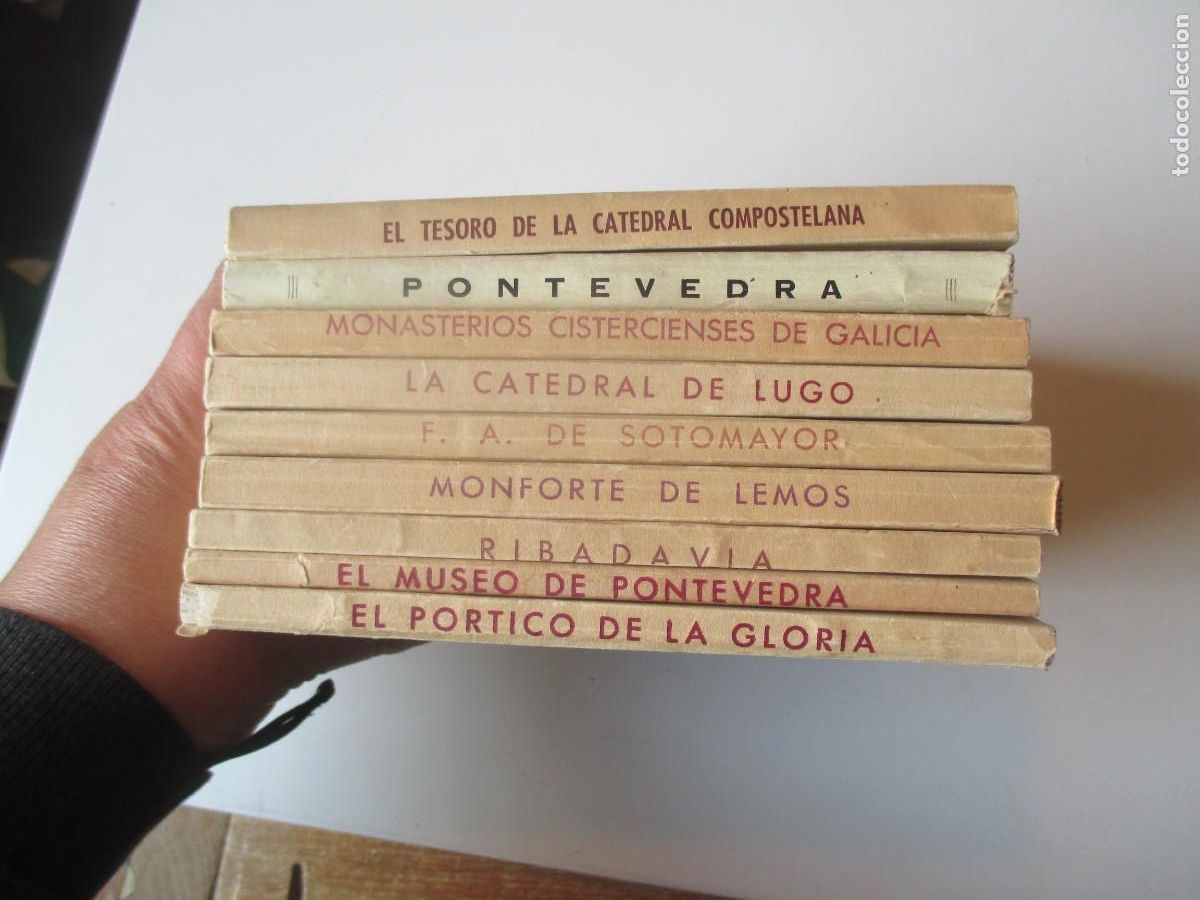 EL TESORO DE LA CATEDRAL COMPOSTELANA
PONTEVEDRA
MONASTERIOS CISTERCIENSES DE GALICIA
LA CATEDRAL DE LUGO
F. A. DE SOTOMAYOR
MONFORTE DE LEMOS
RIBADAVIA
EL MUSEO DE PONTEVEDRA
EL PORTICO DE LA GLORIA
todocoleccion